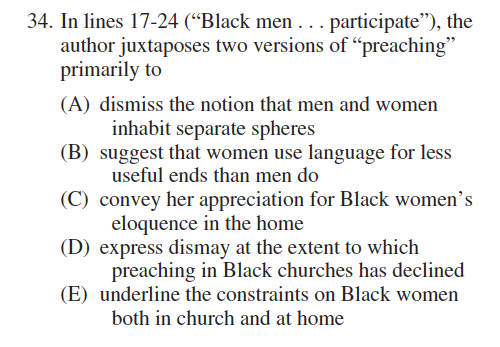 34. In lines 17-24 (“Black men . . . participate”), the
author juxtaposes two versions of “preaching”
primarily to
(A) dismiss the notion that men and women
inhabit separate spheres
(B) suggest that women use language for less
useful ends than men do
(C) convey her appreciation for Black women’s
eloquence in the home
(D) express dismay at the extent to which
preaching in Black churches has declined
(E) underline the constraints on Black women
both in church and at home